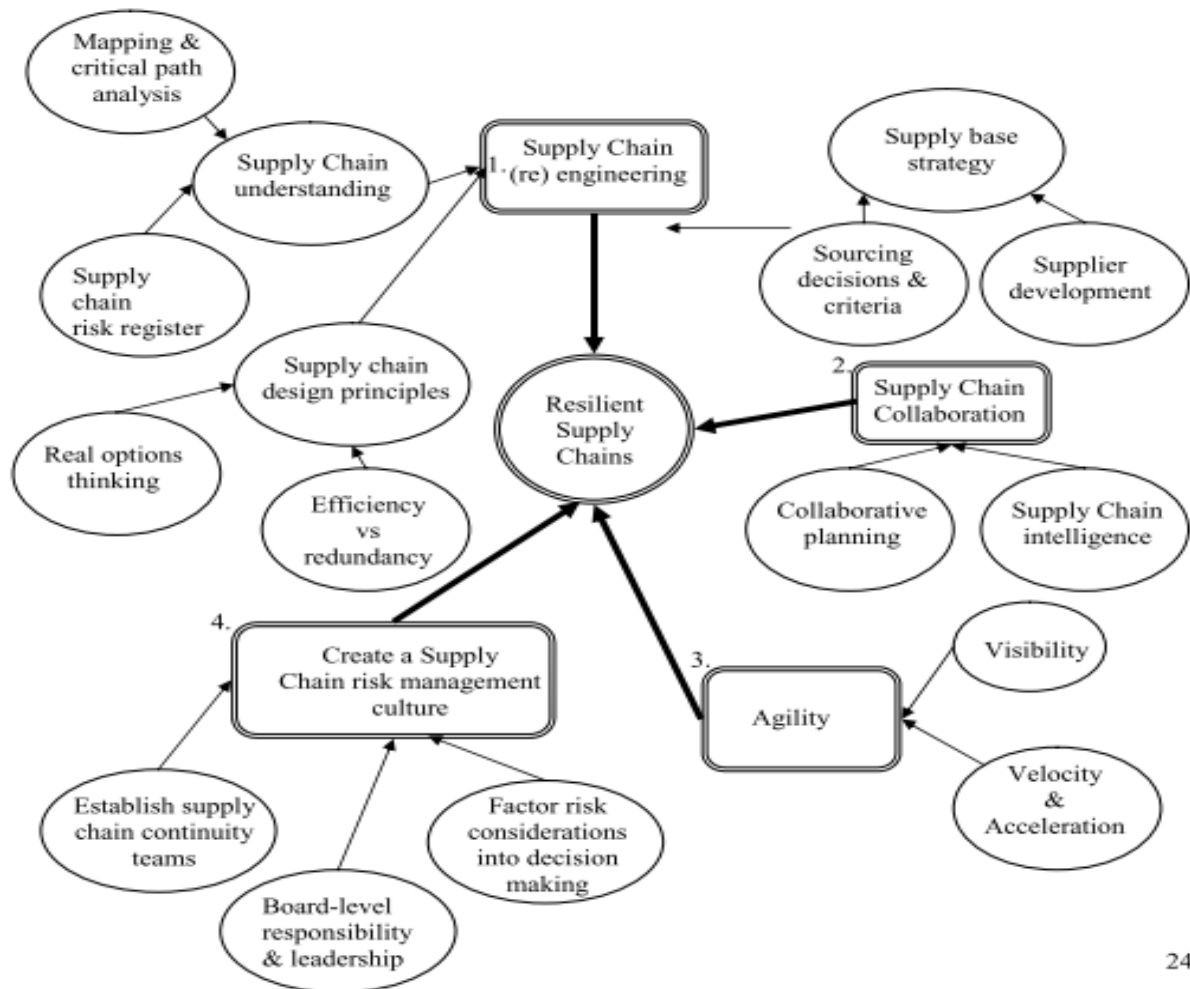 Mapping &
critical path
analysis
Supply Chain
understanding
Supply
chain
risk register
1.
Supply Chain
(re) engineering
Supply base
strategy
Sourcing
decisions &
criteria
Supplier
development
Supply chain
design principles
Real options
thinking
Efficiency
vs
redundancy
Resilient
Supply
Chains
2.
Supply Chain
Collaboration
Collaborative
planning
Supply Chain
intelligence
4.
Create a Supply
Chain risk management
culture
3.
Agility
Visibility
Velocity
&
Acceleration
Establish supply
chain continuity
teams
Board-level
responsibility
& leadership
Factor risk
considerations
into decision
making
24